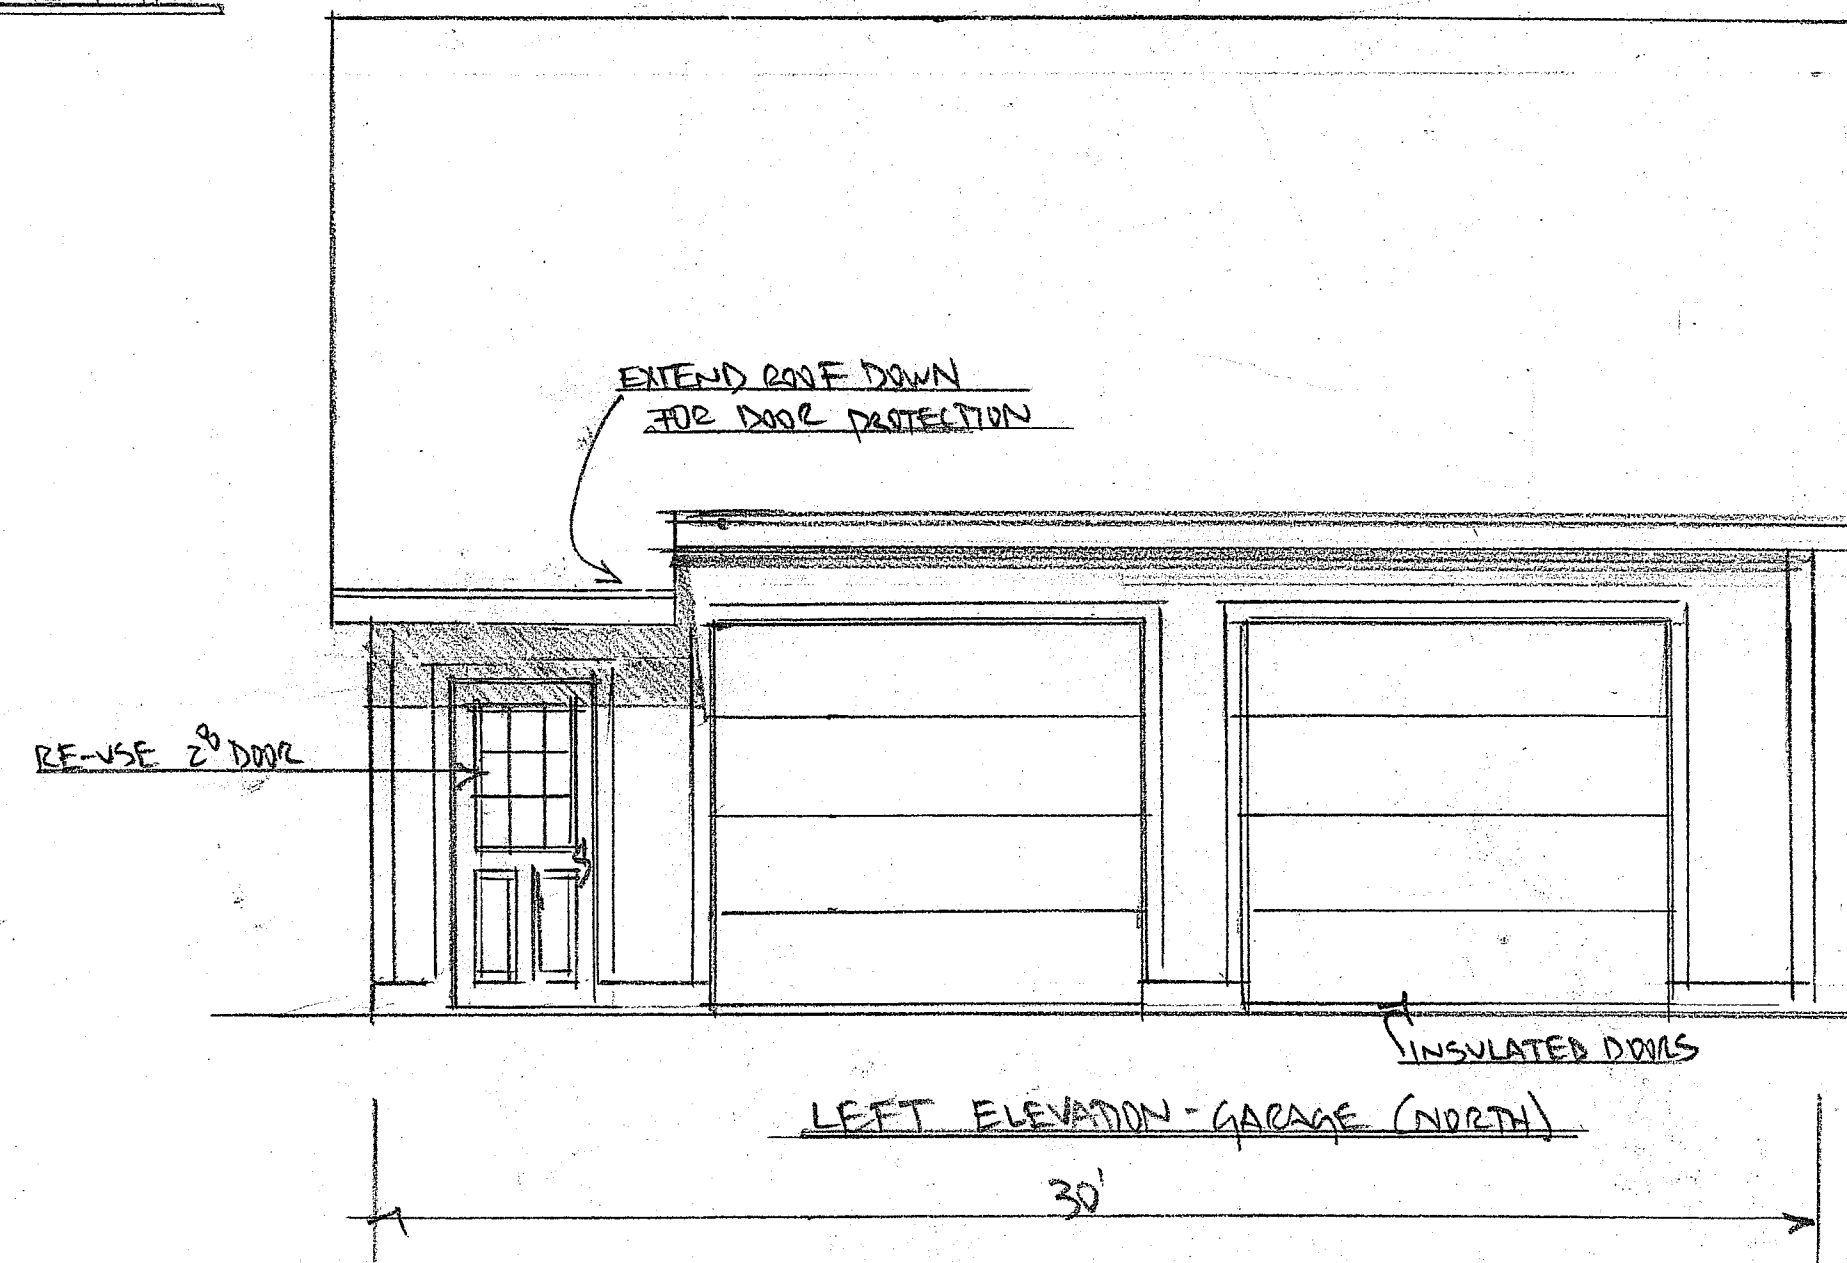 EXTEND ROOF DOWN
FOR DOOR PROTECTION
RE-USE 2⁸ DOOR
INSULATED DOORS
LEFT ELEVATION - GARAGE (NORTH)
30'